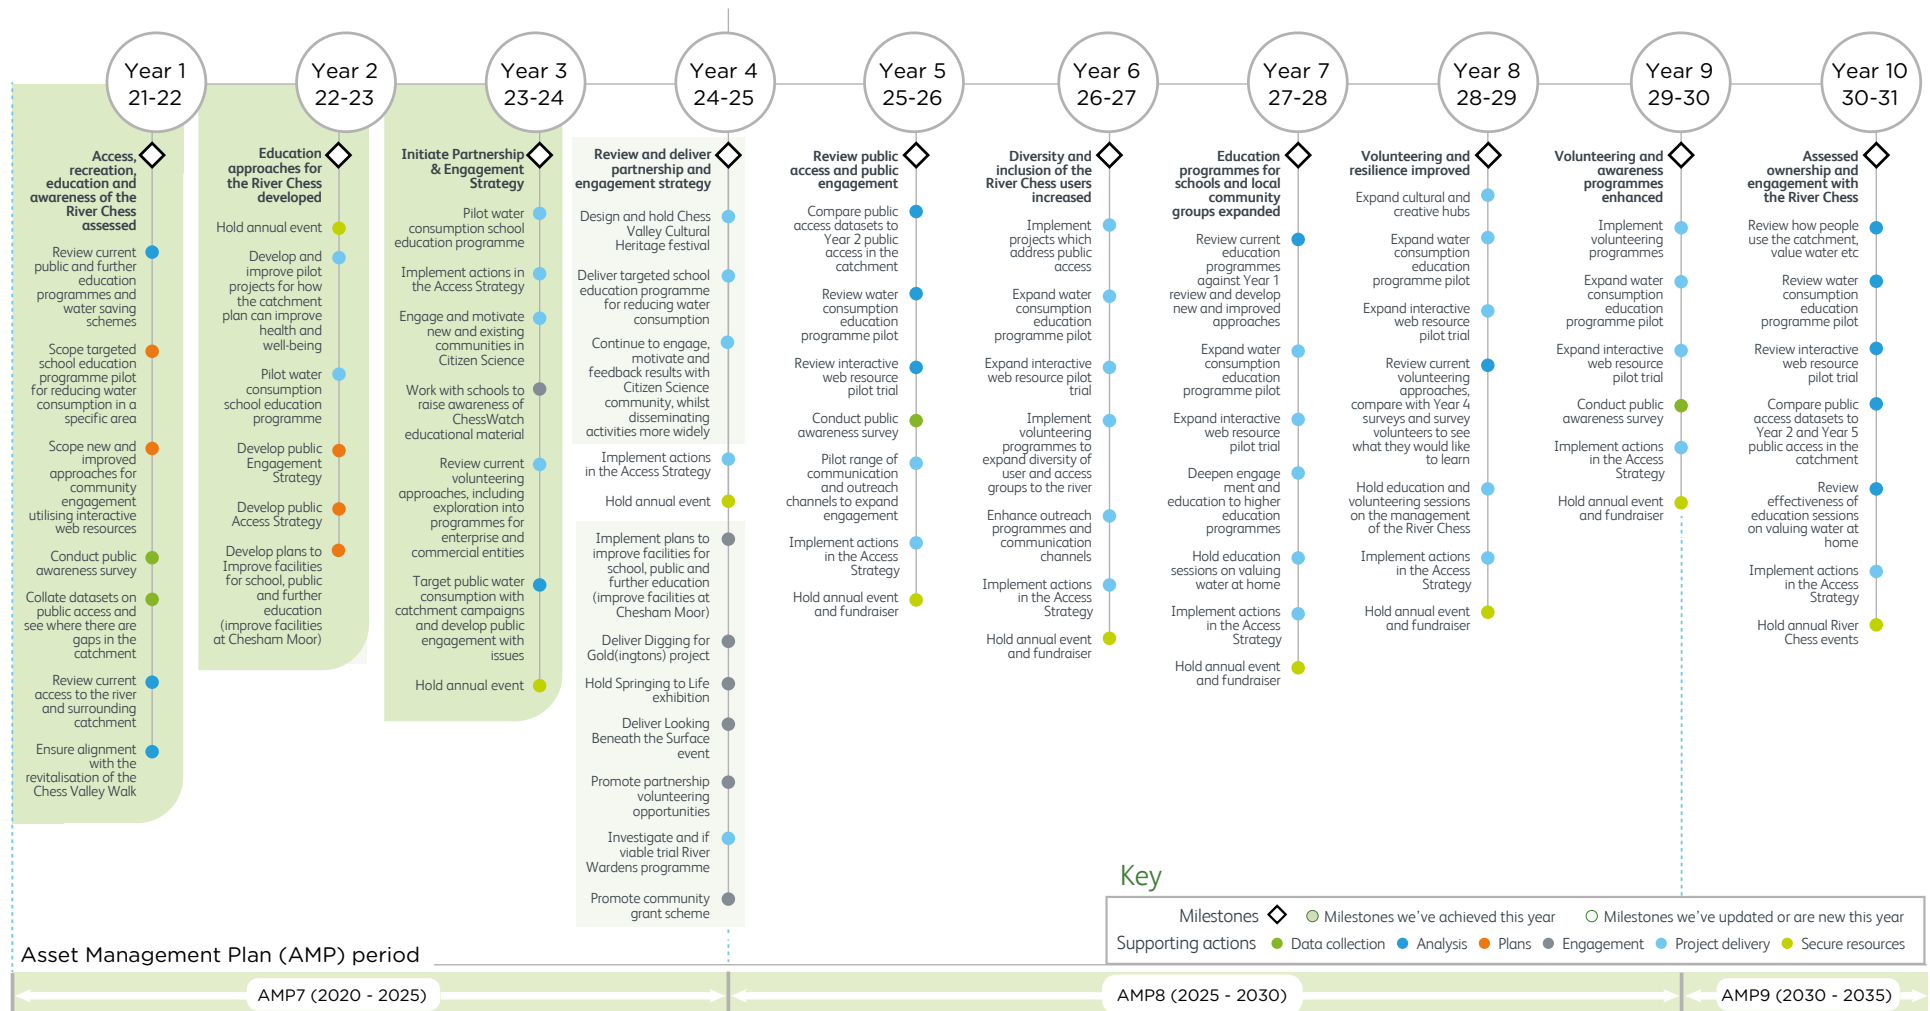 Year 1
21-22
Year 2
22-23
Year 3
23-24
Year 4
24-25
Year 5
25-26
Year 6
26-27
Year 7
27-28
Year 8
28-29
Year 9
29-30
Year 10
30-31
Access,
recreation,
education and
awareness of the
River Chess
assessed
Review current
public and further
education
programmes and
water saving
schemes
Scope targeted
school education
programme pilot
for reducing water
consumption in a
specific area
Scope new and
improved
approaches for
community
engagement
utilising interactive
web resources
Conduct public
awareness survey
Collate datasets on
public access and
see where there are
gaps in the
catchment
Review current
access to the river
and surrounding
catchment
Ensure alignment
with the
revitalisation of the
Chess Valley Walk
Education
approaches for
the River Chess
developed
Hold annual event
Develop and
improve pilot
projects for how
the catchment
plan can improve
health and
well-being
Pilot water
consumption
school education
programme
Develop public
Engagement
Strategy
Develop public
Access Strategy
Develop plans to
Improve facilities
for school, public
and further
education
(improve facilities
at Chesham Moor)
Initiate Partnership
& Engagement
Strategy
Pilot water
consumption school
education programme
Implement actions in
the Access Strategy
Engage and motivate
new and existing
communities in
Citizen Science
Work with schools to
raise awareness of
ChessWatch
educational material
Review current
volunteering
approaches, including
exploration into
programmes for
enterprise and
commercial entities
Target public water
consumption with
catchment campaigns
and develop public
engagement with
issues
Hold annual event
Review and deliver
partnership and
engagement strategy
Design and hold Chess
Valley Cultural
Heritage festival
Deliver targeted school
education programme
for reducing water
consumption
Continue to engage,
motivate and
feedback results with
Citizen Science
community, whilst
disseminating
activities more widely
Implement actions
in the Access Strategy
Hold annual event
Implement plans to
improve facilities for
school, public and
further education
(improve facilities at
Chesham Moor)
Deliver Digging for
Gold(ingtons) project
Hold Springing to Life
exhibition
Deliver Looking
Beneath the Surface
event
Promote partnership
volunteering
opportunities
Investigate and if
viable trial River
Wardens programme
Promote community
grant scheme
Review public
access and public
engagement
Compare public
access datasets to
Year 2 public
access in the
catchment
Review water
consumption
education
programme pilot
Review interactive
web resource
pilot trial
Conduct public
awareness survey
Pilot range of
communication
and outreach
channels to expand
engagement
Implement actions
in the Access
Strategy
Hold annual event
and fundraiser
Diversity and
inclusion of the
River Chess users
increased
Implement
projects which
address public
access
Expand water
consumption
education
programme pilot
Expand interactive
web resource pilot
trial
Implement
volunteering
programmes to
expand diversity of
user and access
groups to the river
Enhance outreach
programmes and
communication
channels
Implement actions
in the Access
Strategy
Hold annual event
and fundraiser
Education
programmes for
schools and local
community
groups expanded
Review current
education
programmes
against Year 1
review and develop
new and improved
approaches
Expand water
consumption
education
programme pilot
Expand interactive
web resource
pilot trial
Deepen engage
ment and
education to higher
education
programmes
Hold education
sessions on valuing
water at home
Implement actions
in the Access
Strategy
Hold annual event
and fundraiser
Volunteering and
resilience improved
Expand cultural and
creative hubs
Expand water
consumption
education
programme pilot
Expand interactive
web resource
pilot trial
Review current
volunteering
approaches,
compare with Year 4
surveys and survey
volunteers to see
what they would like
to learn
Hold education and
volunteering sessions
on the management
of the River Chess
Implement actions
in the Access
Strategy
Hold annual event
and fundraiser
Volunteering and
awareness
programmes
enhanced
Implement
volunteering
programmes
Expand water
consumption
education
programme pilot
Expand interactive
web resource
pilot trial
Conduct public
awareness survey
Implement actions
in the Access
Strategy
Hold annual event
and fundraiser
Assessed
ownership and
engagement with
the River Chess
Review how people
use the catchment,
value water etc
Review water
consumption
education
programme pilot
Review interactive
web resource
pilot trial
Compare public
access datasets to
Year 2 and Year 5
public access in the
catchment
Review
effectiveness of
education sessions
on valuing water at
home
Implement actions
in the Access
Strategy
Hold annual River
Chess events
Key
Milestones Milestones we've achieved this year Milestones we've updated or are new this year
Supporting actions Data collection Analysis Plans Engagement Project delivery Secure resources
Asset Management Plan (AMP) period
AMP7 (2020 - 2025)
AMP8 (2025 - 2030)
AMP9 (2030 - 2035)